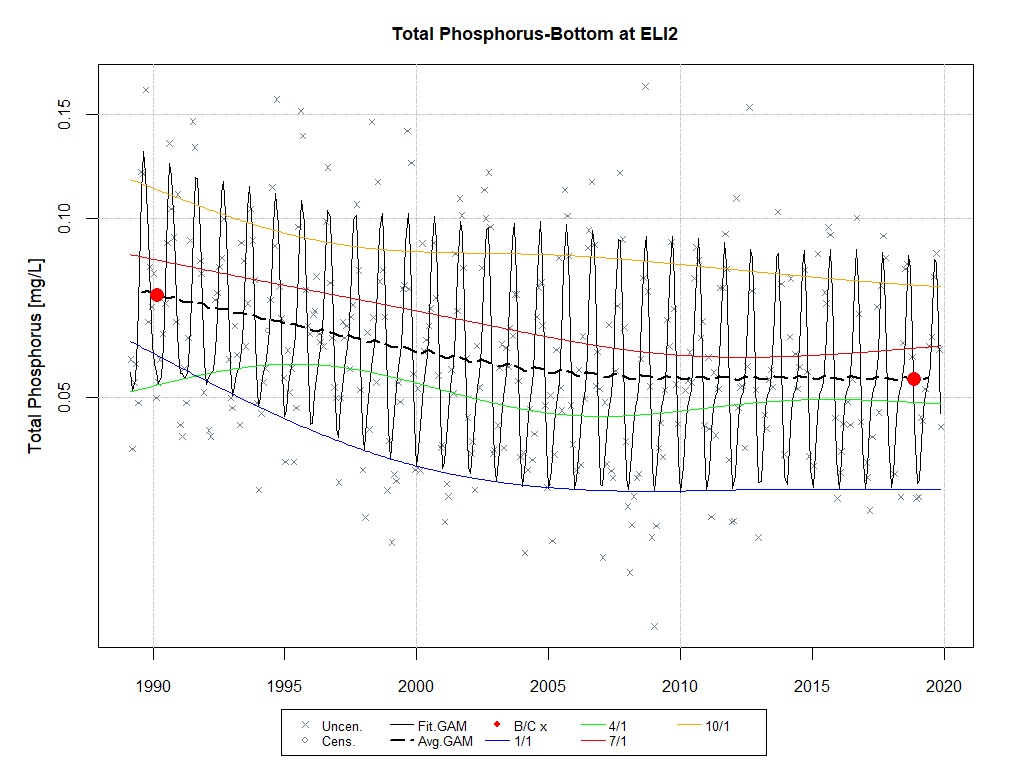 Total Phosphorus-Bottom at ELI2
Total Phosphorus [mg/L]
0.15
0.10
0.05
1990 1995 2000 2005 2010 2015 2020
Uncen. Fit.GAM B/C x 4/1 10/1
Cens. Avg.GAM 1/1 7/1